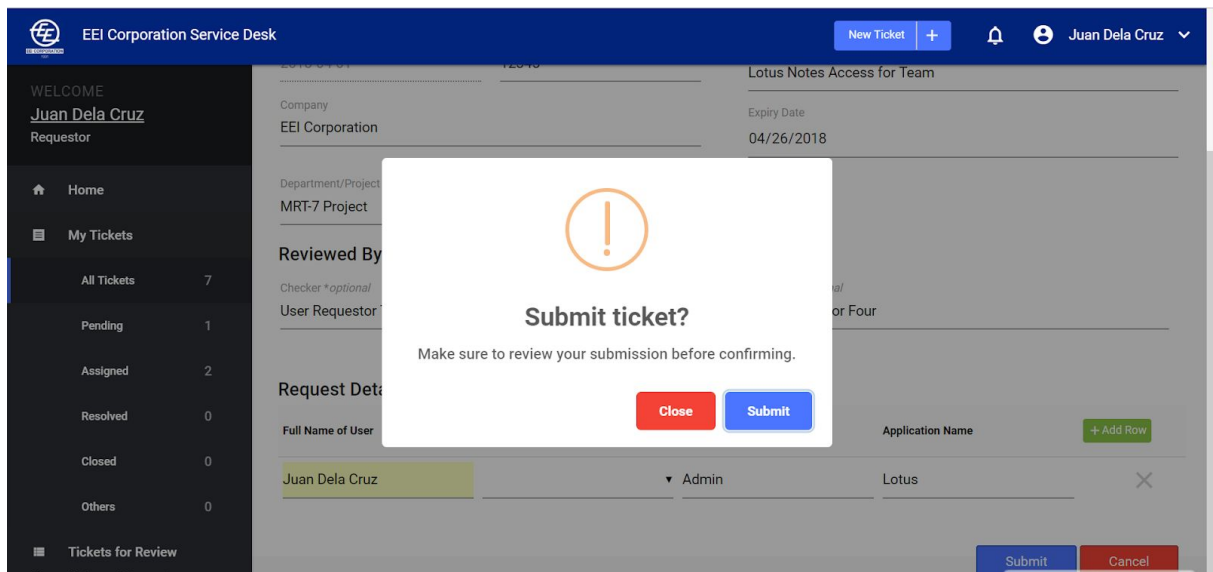 EEI Corporation Service Desk
New Ticket +
Juan Dela Cruz
WELCOME
Juan Dela Cruz
Requestor
Home
My Tickets
All Tickets 7
Pending 1
Assigned 2
Resolved 0
Closed 0
Others 0
Tickets for Review
Lotus Notes Access for Team
Company
EEI Corporation
Expiry Date
04/26/2018
Department/Project
MRT-7 Project
Reviewed By
Checker *optional
User Requestor
or Four
Submit ticket?
Make sure to review your submission before confirming.
Close
Submit
Request Deta
Full Name of User
Application Name
+ Add Row
Juan Dela Cruz
Admin
Lotus
Submit
Cancel